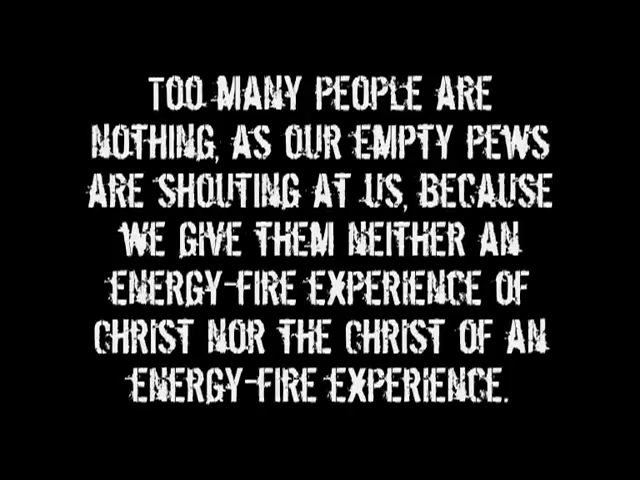 TOO MANY PEOPLE ARE
NOTHING, AS OUR EMPTY PEWS
ARE SHOUTING AT US, BECAUSE
WE GIVE THEM NEITHER AN
ENERGY-FIRE EXPERIENCE OF
CHRIST NOR THE CHRIST OF AN
ENERGY-FIRE EXPERIENCE.